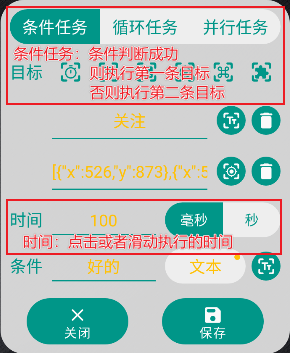 条件任务 循环任务 并行任务
条件任务：条件判断成功
目标 则执行第一条目标
否则执行第二条目标
关注
[{"x":526,"y":873},{"x":5
时间 100 毫秒 秒
时间：点击或者滑动执行的时间
条件 好的 文本
关闭 保存